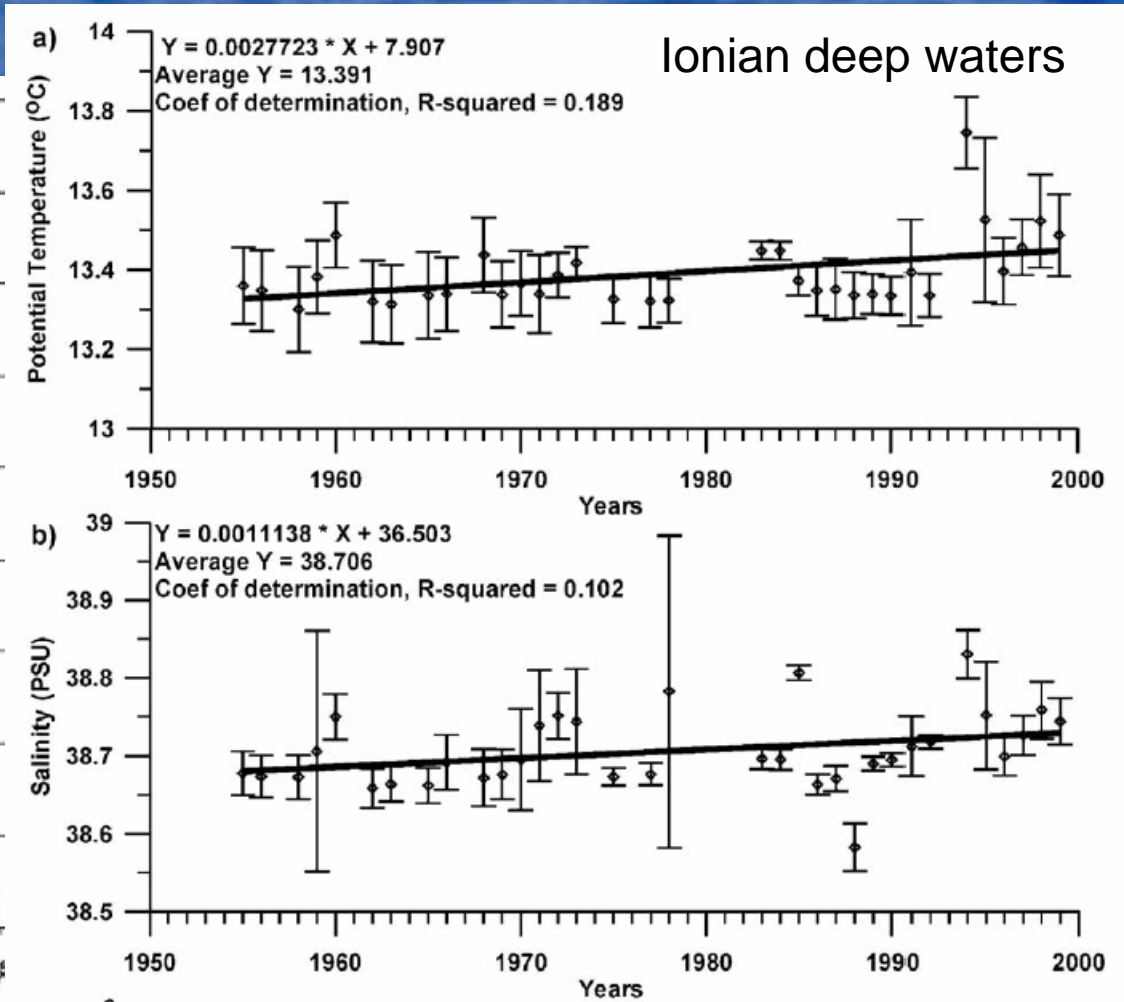 Ionian deep waters
a)
Y = 0.0027723 * X + 7.907
Average Y = 13.391
Coef of determination, R-squared = 0.189
Potential Temperature (ºC)
14
13.8
13.6
13.4
13.2
13
1950 1960 1970 1980 1990 2000
Years
b)
Y = 0.0011138 * X + 36.503
Average Y = 38.706
Coef of determination, R-squared = 0.102
Salinity (PSU)
39
38.9
38.8
38.7
38.6
38.5
1950 1960 1970 1980 1990 2000
Years